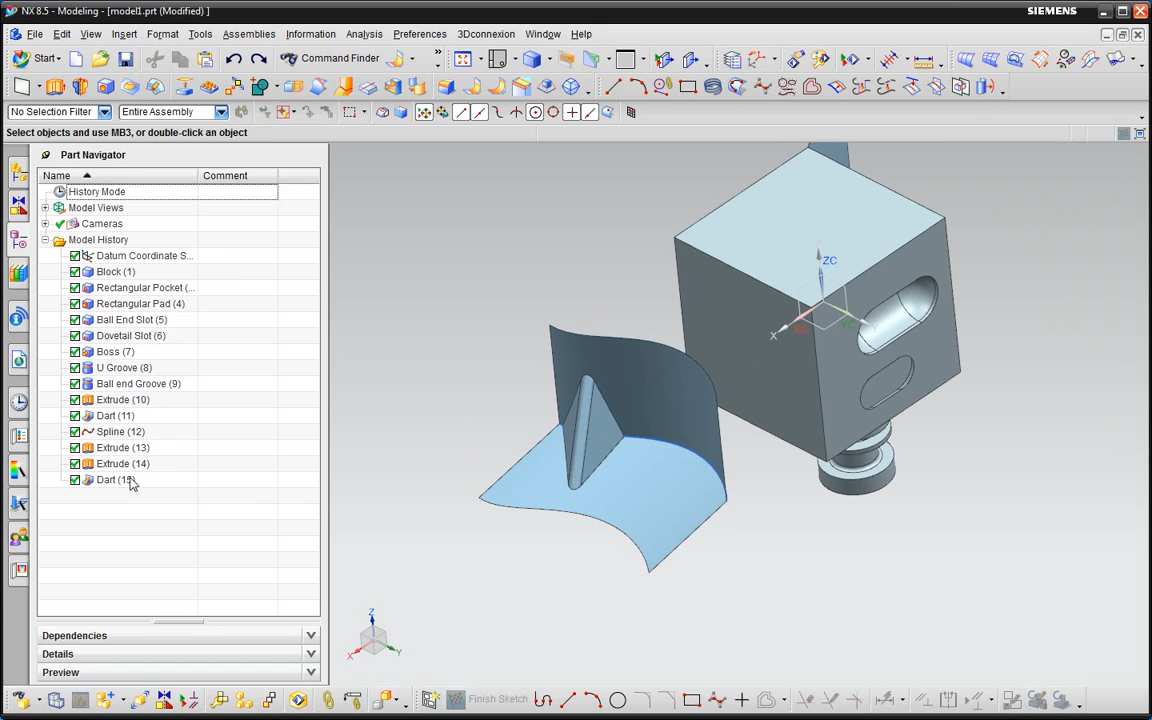 NX 8.5 - Modeling - [model1.prt (Modified) ]
SIEMENS
File Edit View Insert Format Tools Assemblies Information Analysis Preferences 3Dconnexion Window Help
Start Command Finder
No Selection Filter Entire Assembly
Select objects and use MB3, or double-click an object
Part Navigator
Name Comment
History Mode
Model Views
Cameras
Model History
Datum Coordinate S...
Block (1)
Rectangular Pocket (...
Rectangular Pad (4)
Ball End Slot (5)
Dovetail Slot (6)
Boss (7)
U Groove (8)
Ball end Groove (9)
Extrude (10)
Dart (11)
Spline (12)
Extrude (13)
Extrude (14)
Dart (15)
Dependencies
Details
Preview
ZC
XC
YC
X
Z
X
Y
Finish Sketch